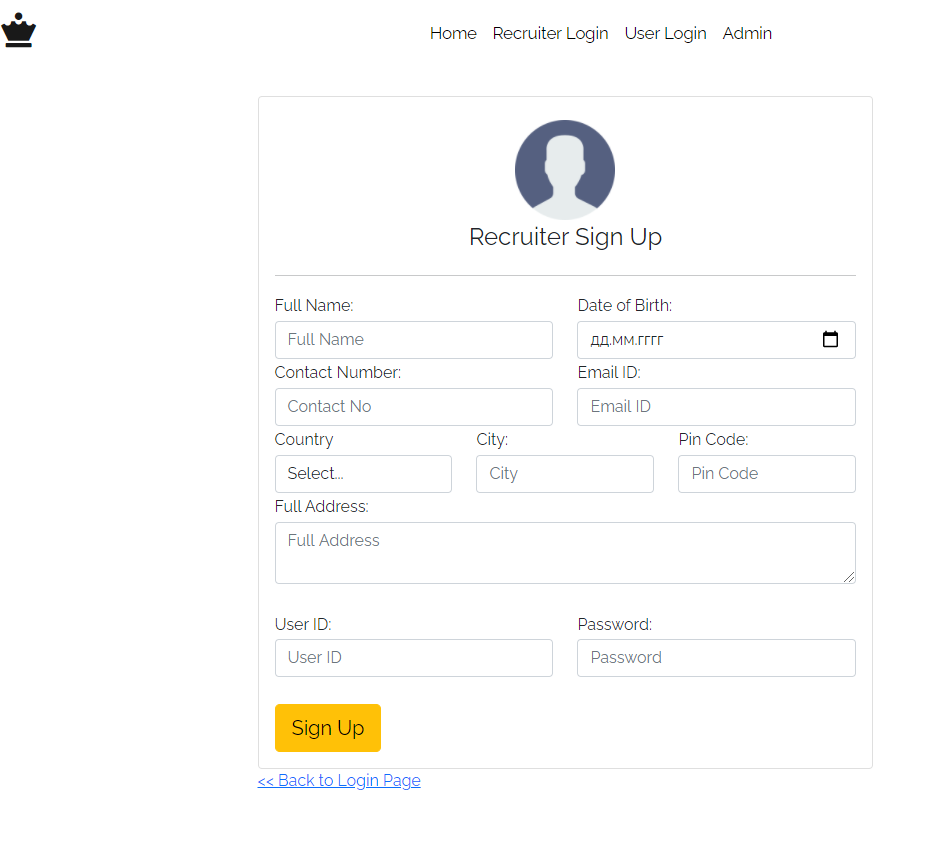 Home Recruiter Login User Login Admin
Recruiter Sign Up
Full Name: Date of Birth:
Full Name дд.мм.гггг
Contact Number: Email ID:
Contact No Email ID
Country City: Pin Code:
Select... City Pin Code
Full Address:
Full Address
User ID: Password:
User ID Password
Sign Up
<< Back to Login Page